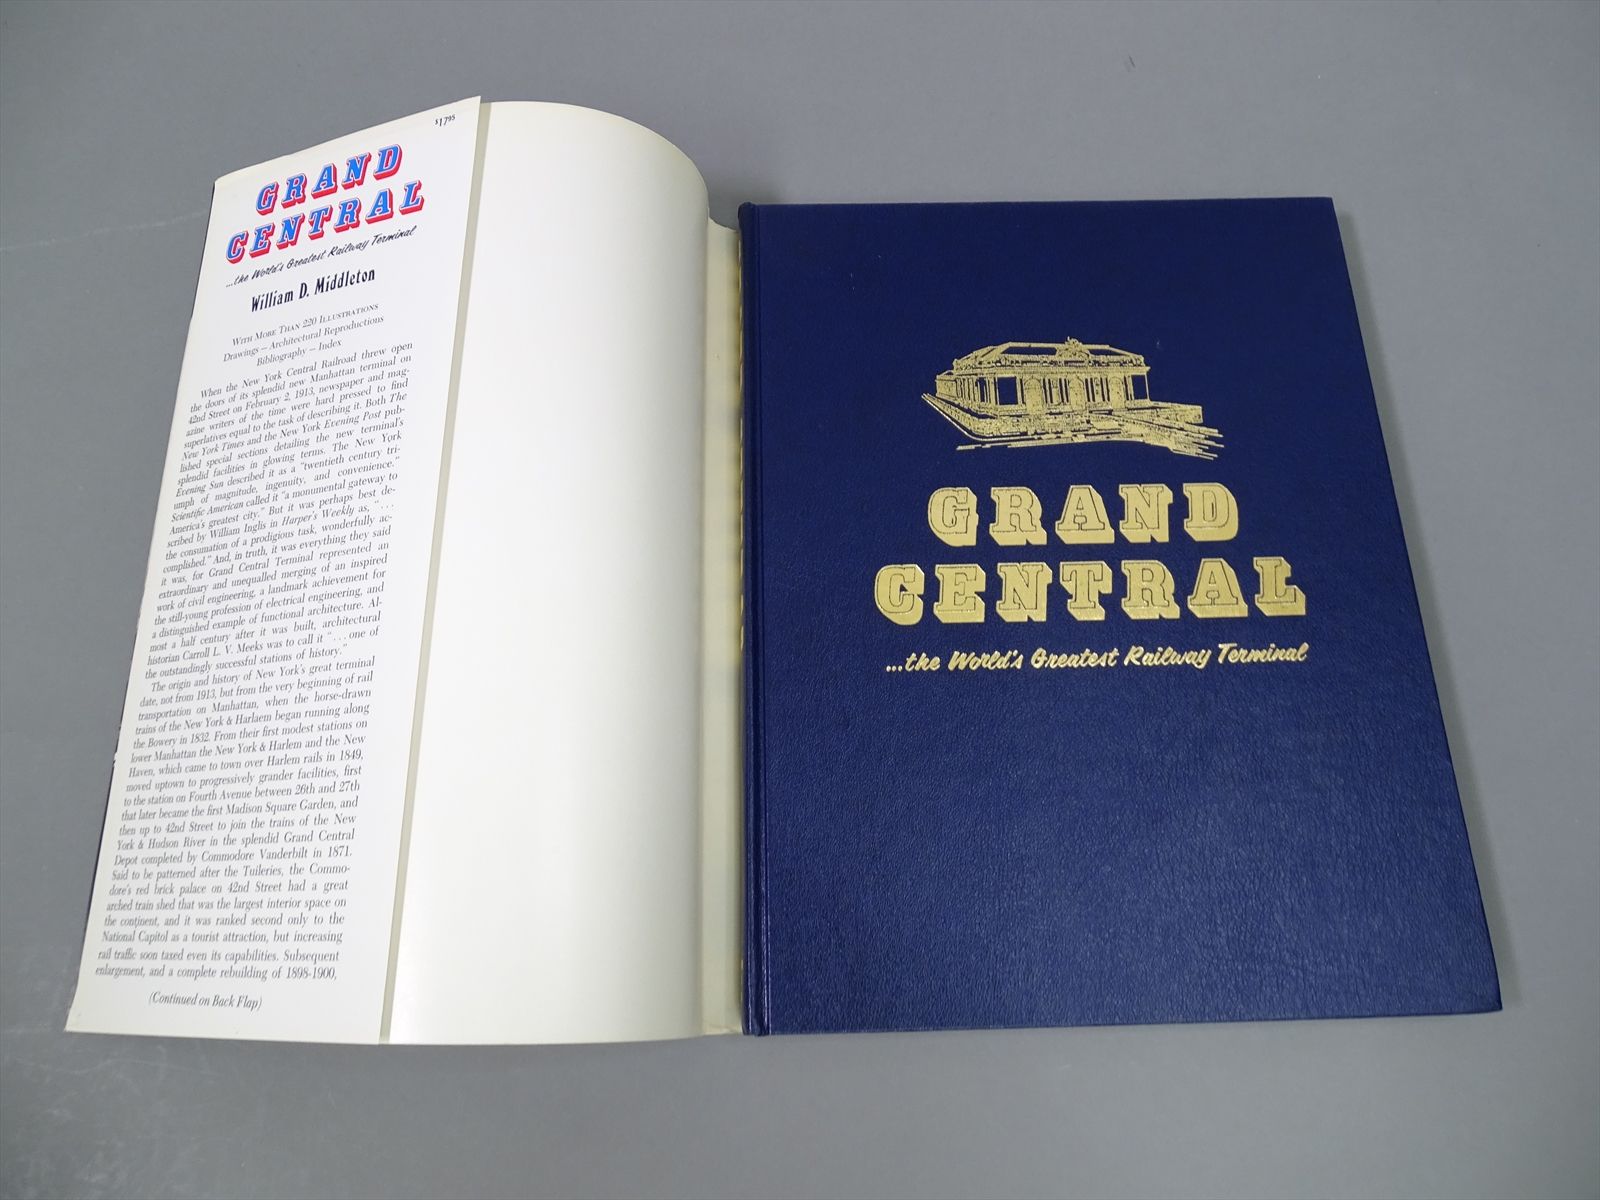 $17⁹⁵
GRAND
CENTRAL
...the World's Greatest Railway Terminal
William D. Middleton
WITH MORE THAN 220 ILLUSTRATIONS
Drawings – Architectural Reproductions
Bibliography – Index
When the New York Central Railroad threw open
the doors of its splendid new Manhattan terminal on
42nd Street on February 2, 1913, newspaper and mag-
azine writers of the time were hard pressed to find
superlatives equal to the task of describing it. Both The
New York Times and the New York Evening Post pub-
lished special sections detailing the new terminal's
splendid facilities in glowing terms. The New York
Evening Sun described it as a "twentieth century tri-
umph of magnitude, ingenuity, and convenience."
Scientific American called it "a monumental gateway to
America's greatest city." But it was perhaps best de-
scribed by William Inglis in Harper's Weekly as, "...
the consumation of a prodigious task, wonderfully ac-
complished." And, in truth, it was everything they said
it was, for Grand Central Terminal represented an
extraordinary and unequalled merging of an inspired
work of civil engineering, a landmark achievement for
the still-young profession of electrical engineering, and
a distinguished example of functional architecture. Al-
most a half century after it was built, architectural
historian Carroll L. V. Meeks was to call it "...one of
the outstandingly successful stations of history."
The origin and history of New York's great terminal
date, not from 1913, but from the very beginning of rail
transportation on Manhattan, when the horse-drawn
trains of the New York & Harlaem began running along
the Bowery in 1832. From their first modest stations on
lower Manhattan the New York & Harlem and the New
Haven, which came to town over Harlem rails in 1849,
moved uptown to progressively grander facilities, first
to the station on Fourth Avenue between 26th and 27th
that later became the first Madison Square Garden, and
then up to 42nd Street to join the trains of the New
York & Hudson River in the splendid Grand Central
Depot completed by Commodore Vanderbilt in 1871.
Said to be patterned after the Tuileries, the Commo-
dore's red brick palace on 42nd Street had a great
arched train shed that was the largest interior space on
the continent, and it was ranked second only to the
National Capitol as a tourist attraction, but increasing
rail traffic soon taxed even its capabilities. Subsequent
enlargement, and a complete rebuilding of 1898-1900,
(Continued on Back Flap)
GRAND
CENTRAL
...the World's Greatest Railway Terminal